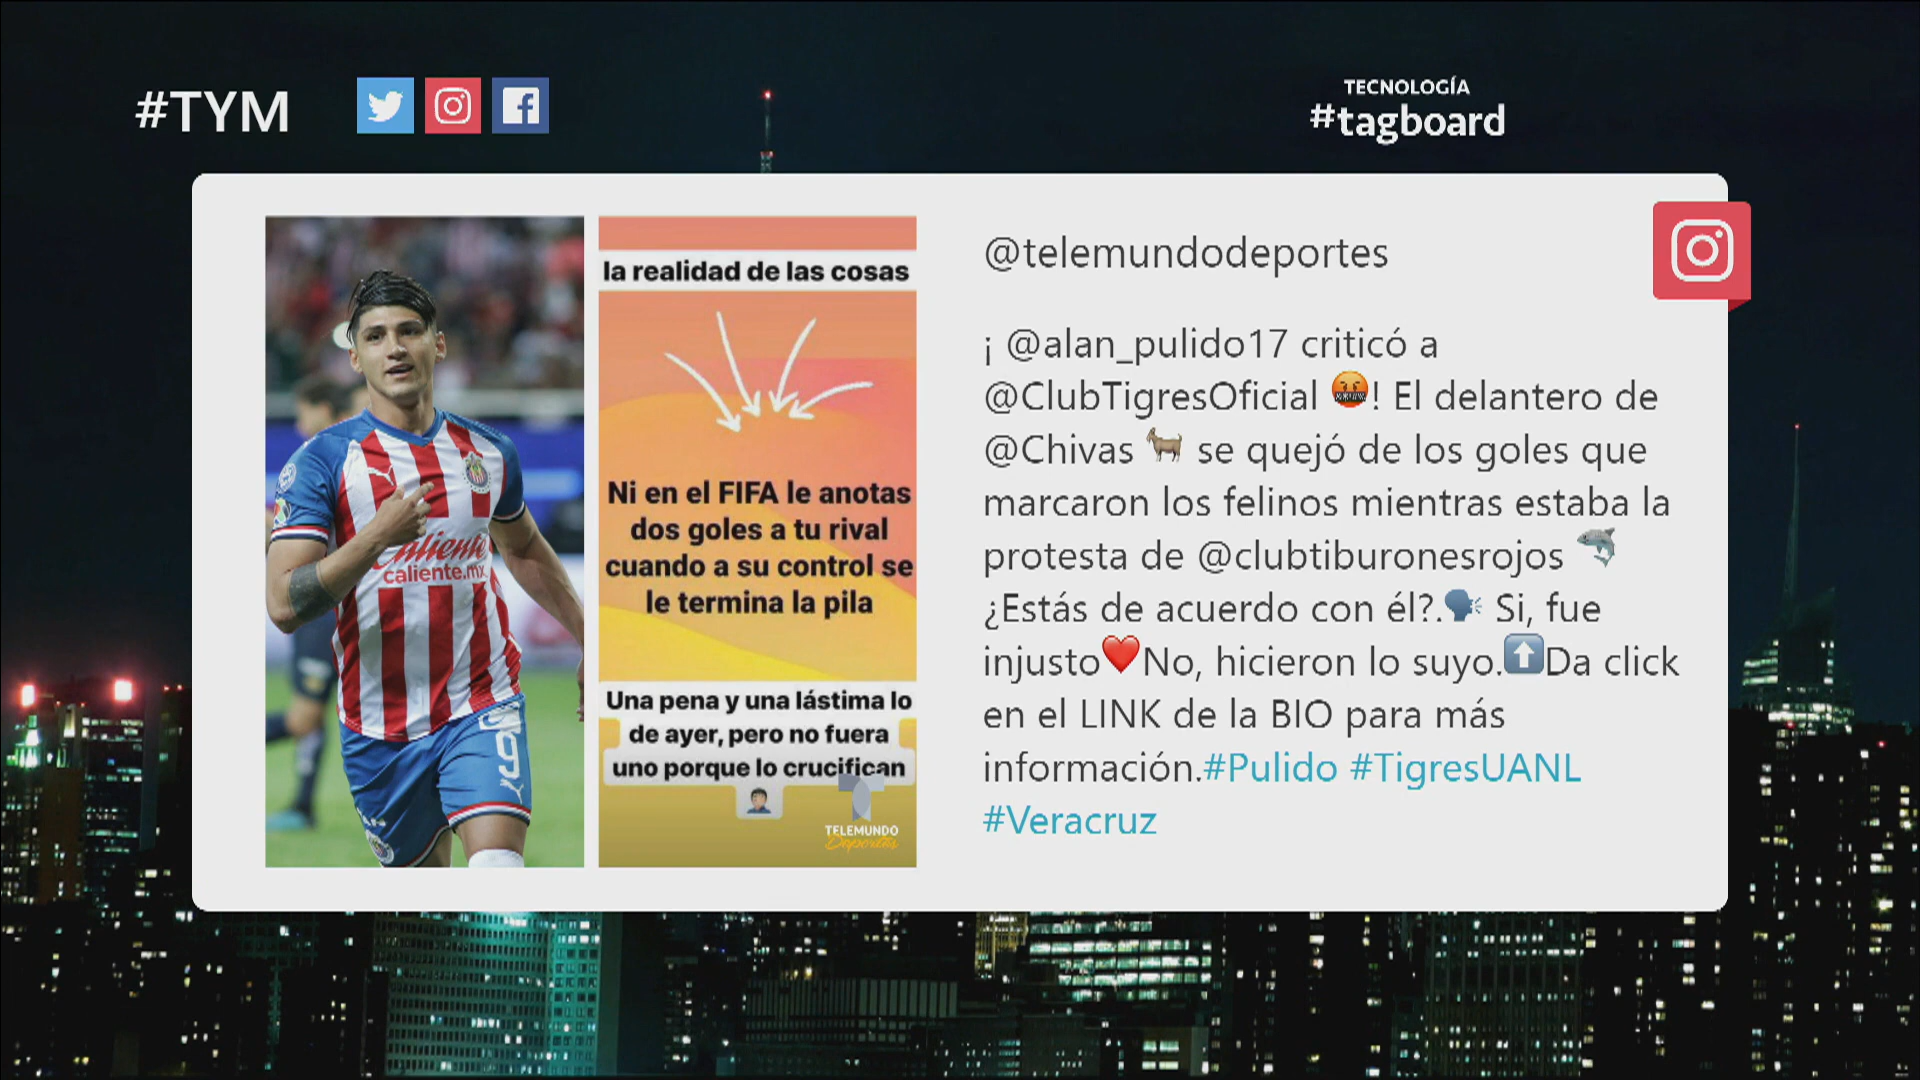 #TYM
TECNOLOGÍA
#tagboard
Caliente
caliente.mx
9
la realidad de las cosas
Ni en el FIFA le anotas
dos goles a tu rival
cuando a su control se
le termina la pila
Una pena y una lástima lo
de ayer, pero no fuera
uno porque lo crucifican
TELEMUNDO
Deportes
@telemundodeportes
¡ @alan_pulido17 criticó a
@ClubTigresOficial 🤬! El delantero de
@Chivas 🐐 se quejó de los goles que
marcaron los felinos mientras estaba la
protesta de @clubtiburonesrojos 🦈
¿Estás de acuerdo con él?.🗣️ Si, fue
injusto❤️No, hicieron lo suyo.⬆️Da click
en el LINK de la BIO para más
información.#Pulido #TigresUANL
#Veracruz